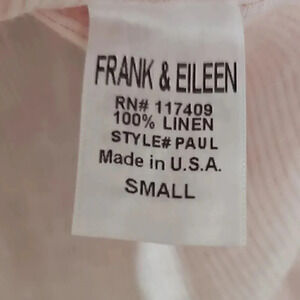 FRANK & EILEEN
RN# 117409
100% LINEN
STYLE# PAUL
Made in U.S.A.
SMALL